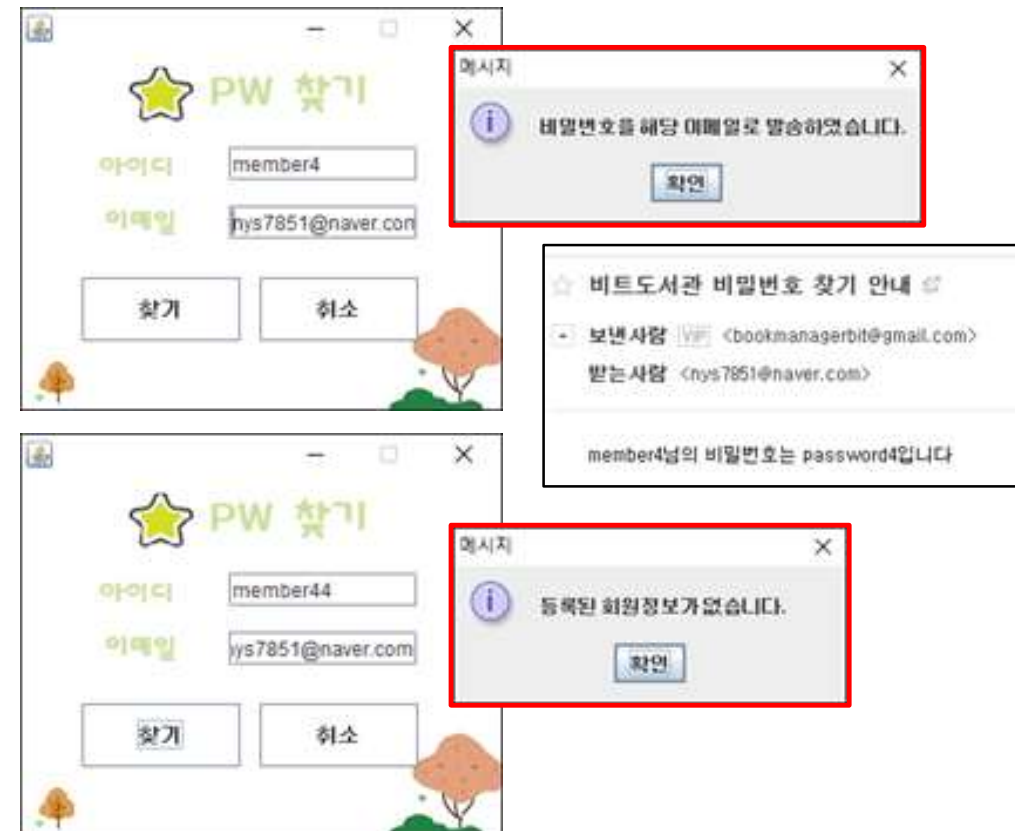 PW 찾기
아이디 member4
이메일 nys7851@naver.con
찾기 취소
메시지
비밀번호을 해당 이메일로 발송하였습니다.
확인
비트도서관 비밀번호 찾기 안내
보낸사람 VIP <bookmanagerbit@gmail.com>
받는사람 <nys7851@naver.com>
member4님의 비밀번호는 password4입니다
PW 찾기
아이디 member44
이메일 ys7851@naver.com
찾기 취소
메시지
등록된 회원정보가 없습니다.
확인